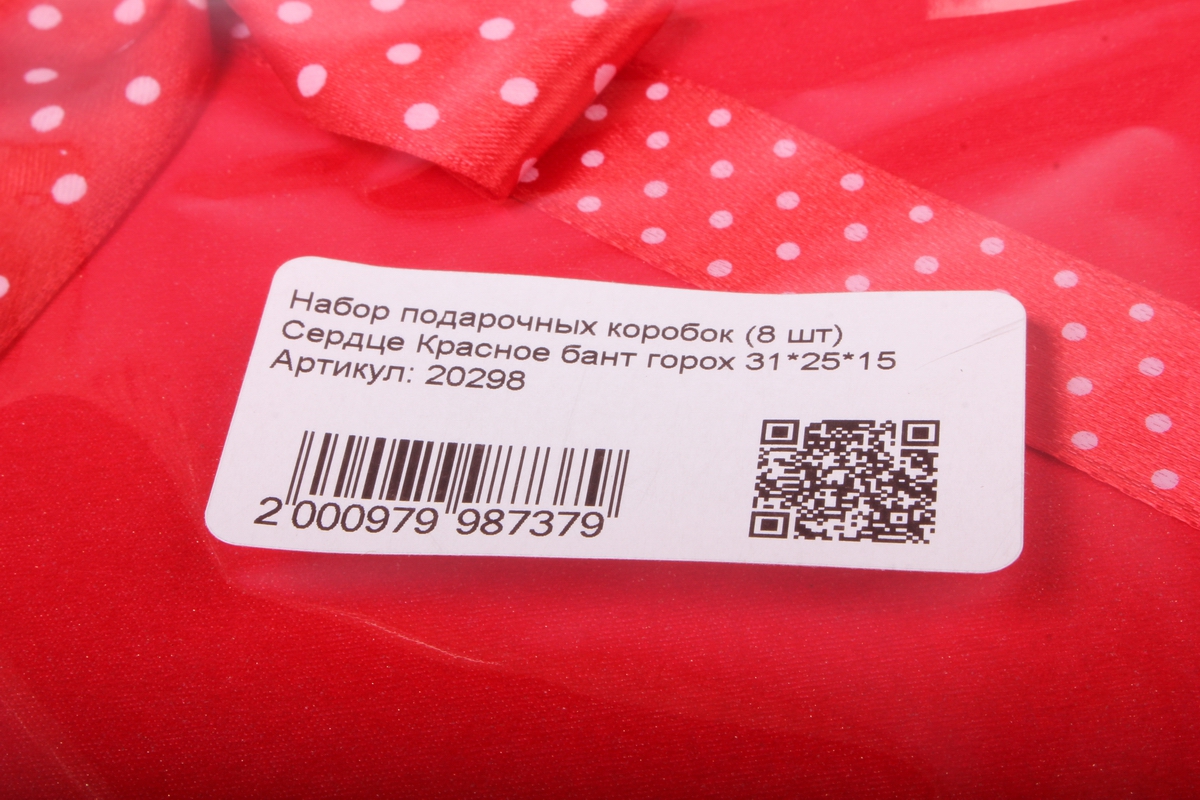 Набор подарочных коробок (8 шт)
Сердце Красное бант горох 31*25*15
Артикул: 20298
2 000979 987379